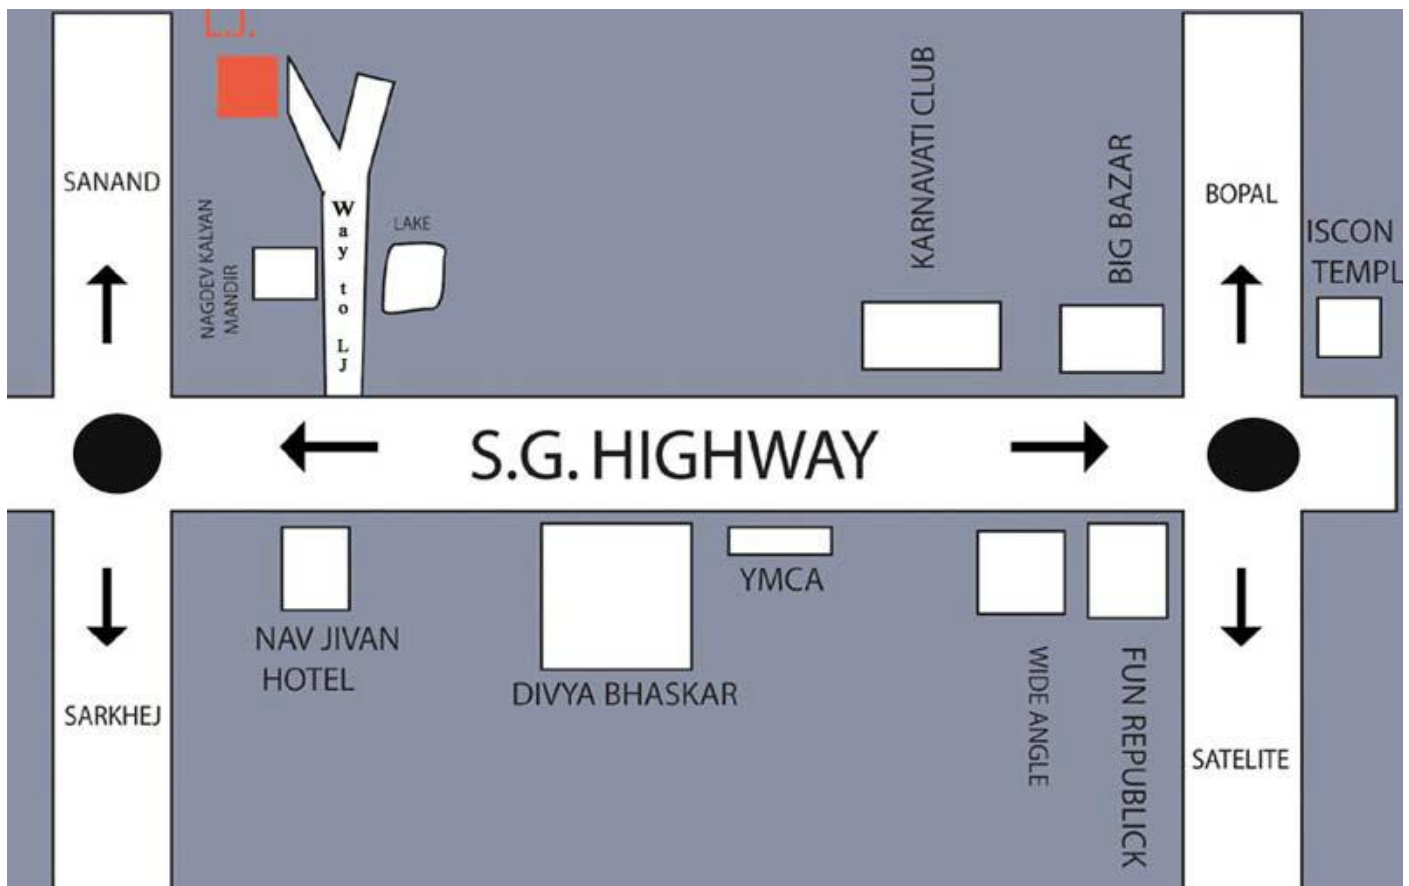 L.J.
SANAND
NAGDEV KALYAN
MANDIR
Way to LJ
LAKE
KARNAVATI CLUB
BIG BAZAR
BOPAL
ISCON
TEMPL
S.G. HIGHWAY
NAV JIVAN
HOTEL
DIVYA BHASKAR
YMCA
WIDE ANGLE
FUN REPUBLICK
SARKHEJ
SATELITE